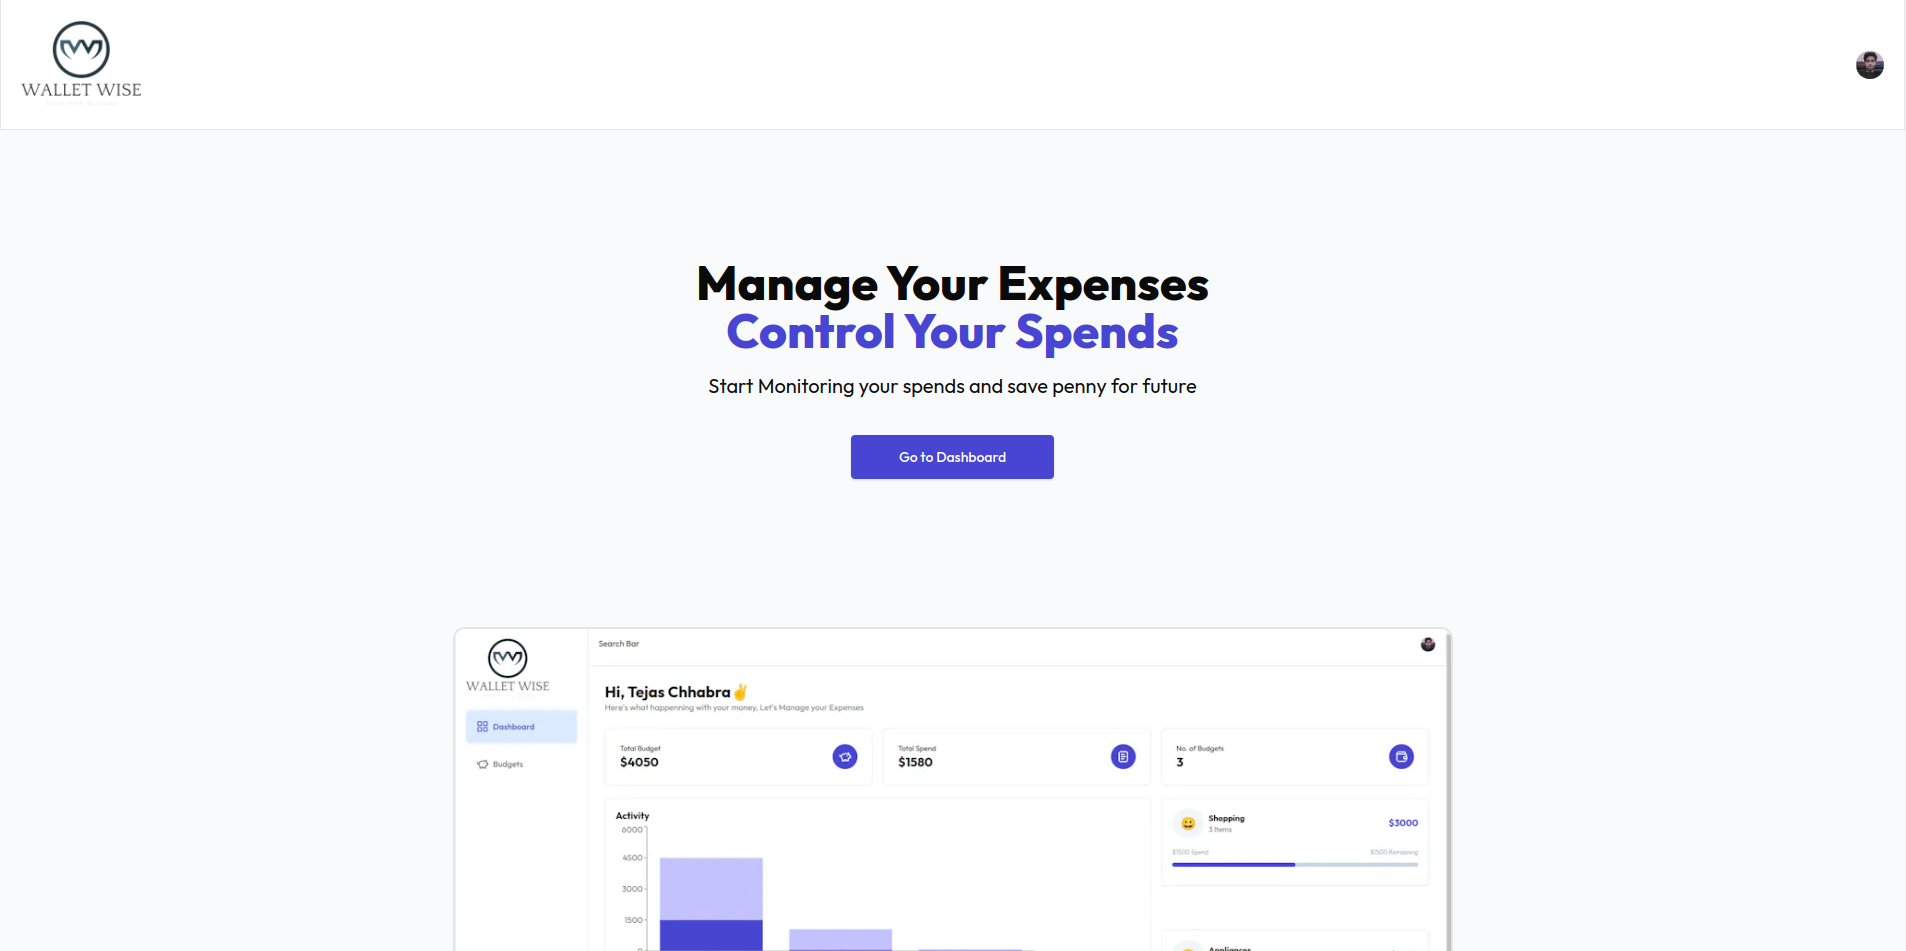 WALLET WISE
Manage Your Expenses
Control Your Spends
Start Monitoring your spends and save penny for future
Go to Dashboard
WALLET WISE
Dashboard
Budgets
Search Bar
Hi, Tejas Chhabra✌️
Here's what happenning with your money, Let's Manage your Expenses
Total Budget
$4050
Total Spend
$1580
No. of Budgets
3
Activity
6000
4500
3000
1500
0
Shopping
3 Items
$3000
$1500 Spend
$1500 Remaining
Appliances